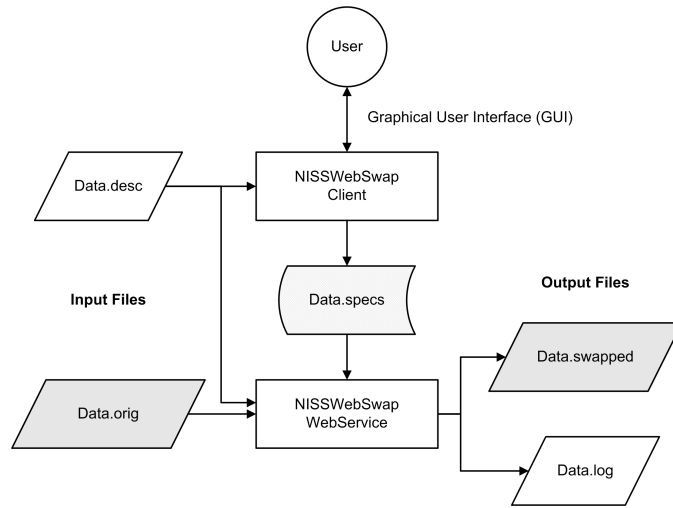 User
Graphical User Interface (GUI)
Data.desc
NISSWebSwap
Client
Input Files
Data.specs
Output Files
Data.swapped
Data.orig
NISSWebSwap
WebService
Data.log